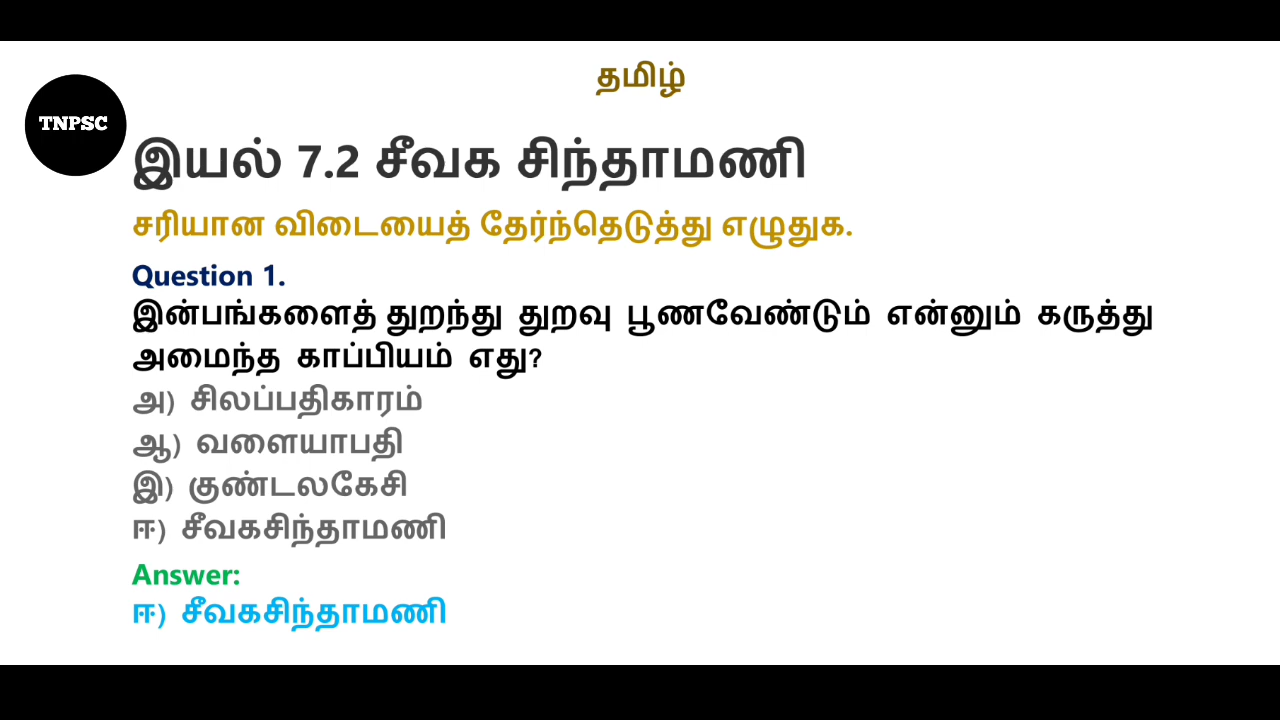 தமிழ்
TNPSC
இயல் 7.2 சீவக சிந்தாமணி
சரியான விடையைத் தேர்ந்தெடுத்து எழுதுக.
Question 1.
இன்பங்களைத் துறந்து துறவு பூணவேண்டும் என்னும் கருத்து
அமைந்த காப்பியம் எது?
அ) சிலப்பதிகாரம்
ஆ) வளையாபதி
இ) குண்டலகேசி
ஈ) சீவகசிந்தாமணி
Answer:
ஈ) சீவகசிந்தாமணி